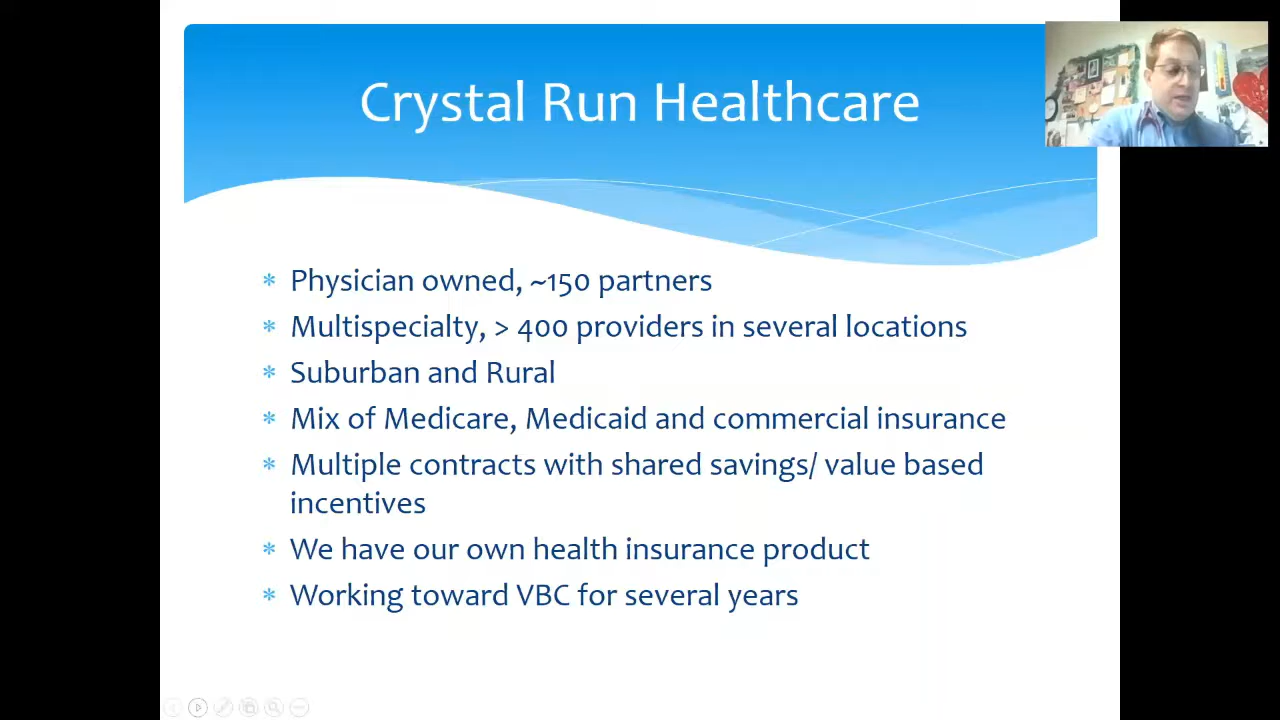 Crystal Run Healthcare
* Physician owned, ~150 partners
* Multispecialty, > 400 providers in several locations
* Suburban and Rural
* Mix of Medicare, Medicaid and commercial insurance
* Multiple contracts with shared savings/ value based
incentives
* We have our own health insurance product
* Working toward VBC for several years